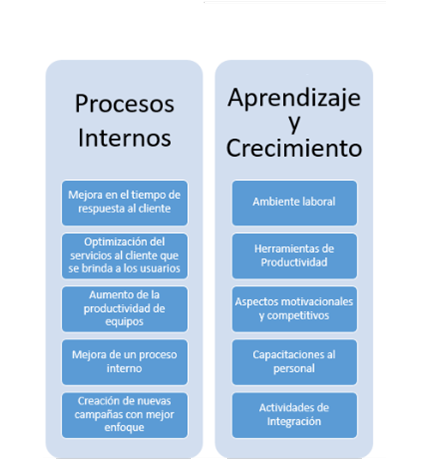 Procesos
Internos
Mejora en el tiempo de
respuesta al cliente
Optimización del
servicios al cliente que
se brinda a los usuarios
Aumento de la
productividad de
equipos
Mejora de un proceso
interno
Creación de nuevas
campañas con mejor
enfoque
Aprendizaje
y
Crecimiento
Ambiente laboral
Herramientas de
Productividad
Aspectos motivacionales
y competitivos
Capacitaciones al
personal
Actividades de
Integración